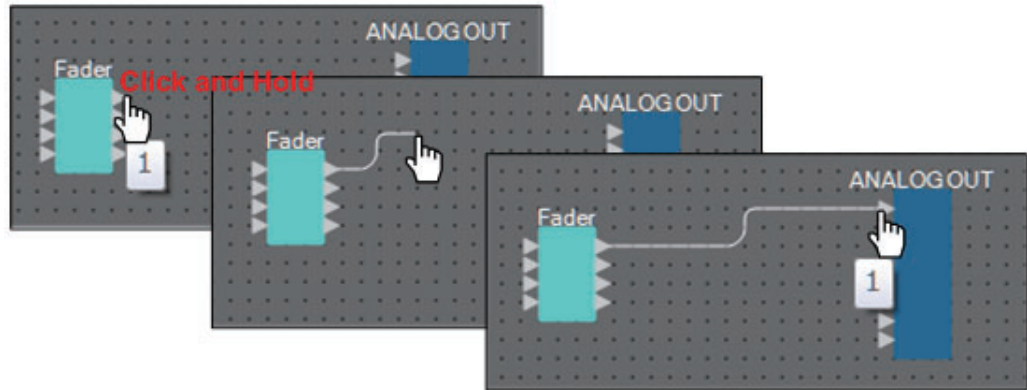 ANALOG OUT
Fader
Click and Hold
1
ANALOG OUT
Fader
ANALOG OUT
Fader
1